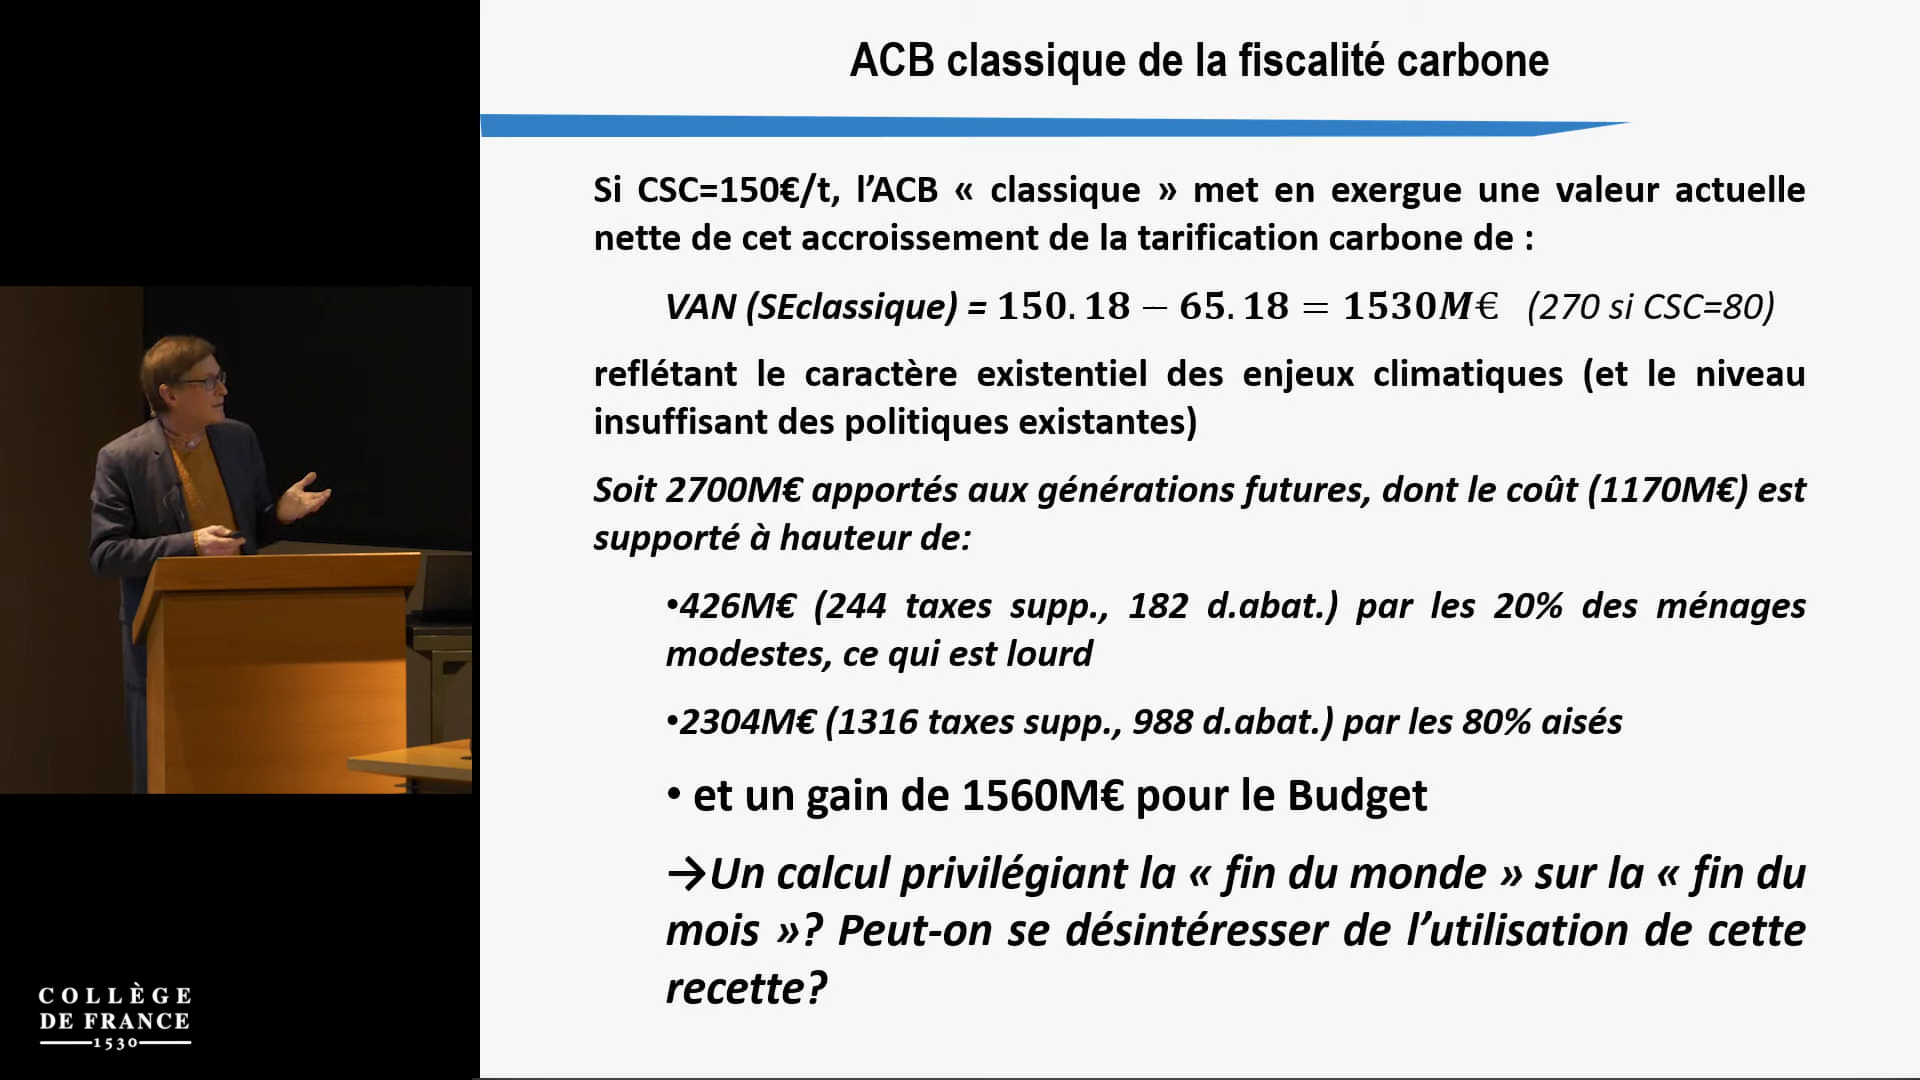 ACB classique de la fiscalité carbone
Si CSC=150€/t, l’ACB « classique » met en exergue une valeur actuelle
nette de cet accroissement de la tarification carbone de :
VAN (SEclassique) = 150. 18 − 65. 18 = 1530M€ (270 si CSC=80)
reflétant le caractère existentiel des enjeux climatiques (et le niveau
insuffisant des politiques existantes)
Soit 2700M€ apportés aux générations futures, dont le coût (1170M€) est
supporté à hauteur de:
•426M€ (244 taxes supp., 182 d.abat.) par les 20% des ménages
modestes, ce qui est lourd
•2304M€ (1316 taxes supp., 988 d.abat.) par les 80% aisés
• et un gain de 1560M€ pour le Budget
→Un calcul privilégiant la « fin du monde » sur la « fin du
mois »? Peut-on se désintéresser de l’utilisation de cette
recette?
COLLÈGE
DE FRANCE
1530